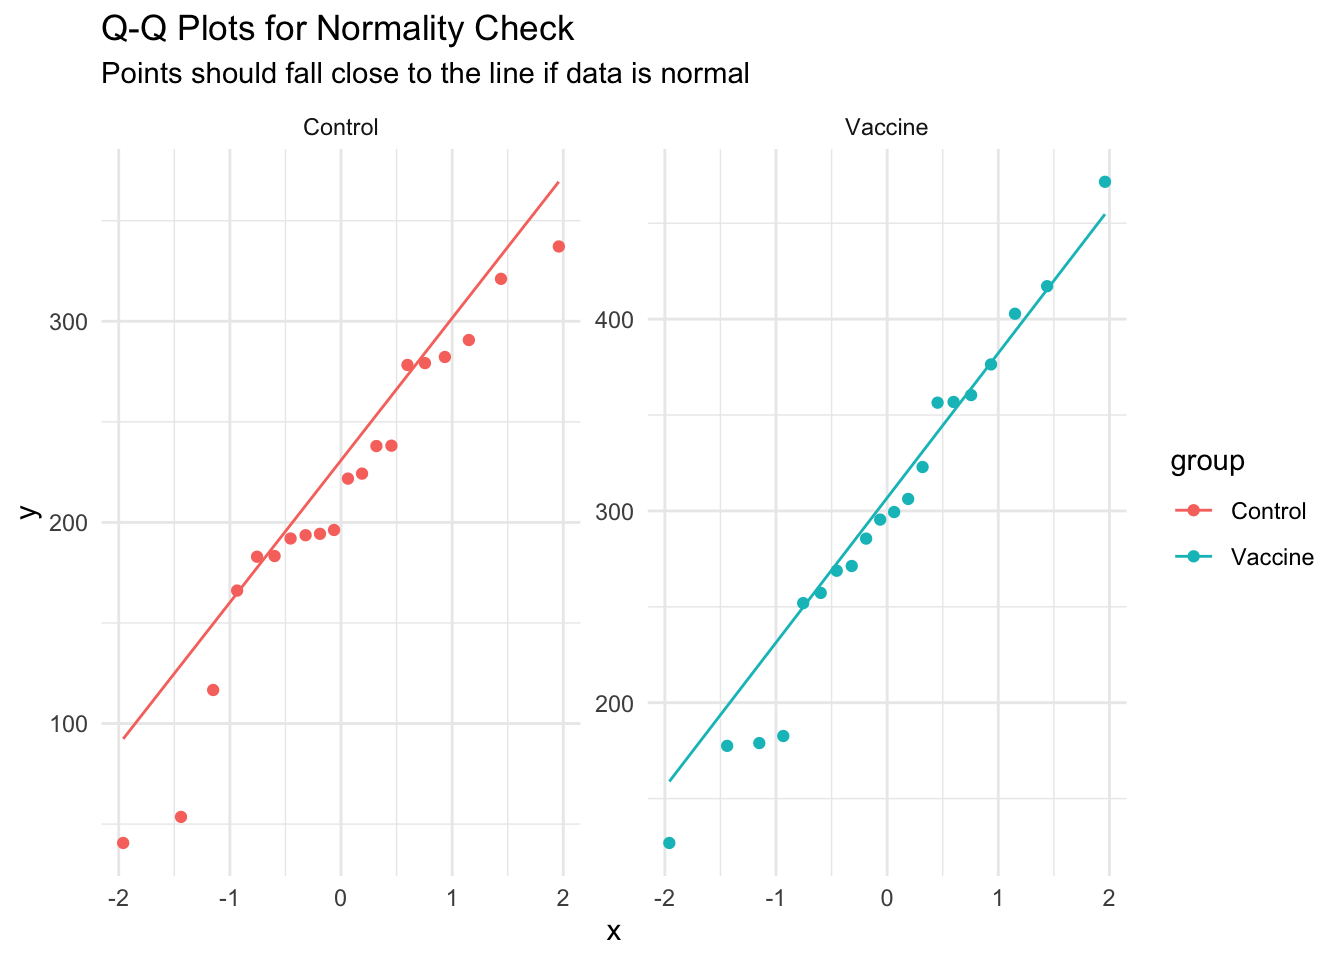 Q-Q Plots for Normality Check
Points should fall close to the line if data is normal
Control
Vaccine
y
300
200
100
400
300
200
-2 -1 0 1 2
-2 -1 0 1 2
x
group
Control
Vaccine